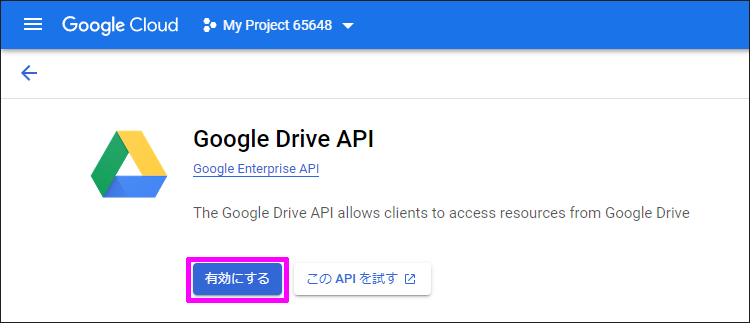 Google Cloud My Project 65648
Google Drive API
Google Enterprise API
The Google Drive API allows clients to access resources from Google Drive
有効にする この API を試す